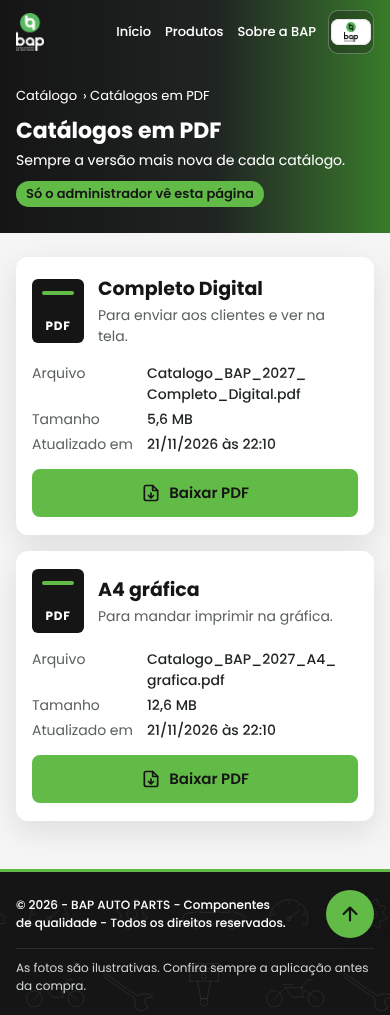 bap
Início Produtos Sobre a BAP
bap
Catálogo › Catálogos em PDF
Catálogos em PDF
Sempre a versão mais nova de cada catálogo.
Só o administrador vê esta página
PDF
Completo Digital
Para enviar aos clientes e ver na
tela.
Arquivo Catalogo_BAP_2027_
Completo_Digital.pdf
Tamanho 5,6 MB
Atualizado em 21/11/2026 às 22:10
Baixar PDF
PDF
A4 gráfica
Para mandar imprimir na gráfica.
Arquivo Catalogo_BAP_2027_A4_
grafica.pdf
Tamanho 12,6 MB
Atualizado em 21/11/2026 às 22:10
Baixar PDF
© 2026 - BAP AUTO PARTS - Componentes
de qualidade - Todos os direitos reservados.
As fotos são ilustrativas. Confira sempre a aplicação antes
da compra.